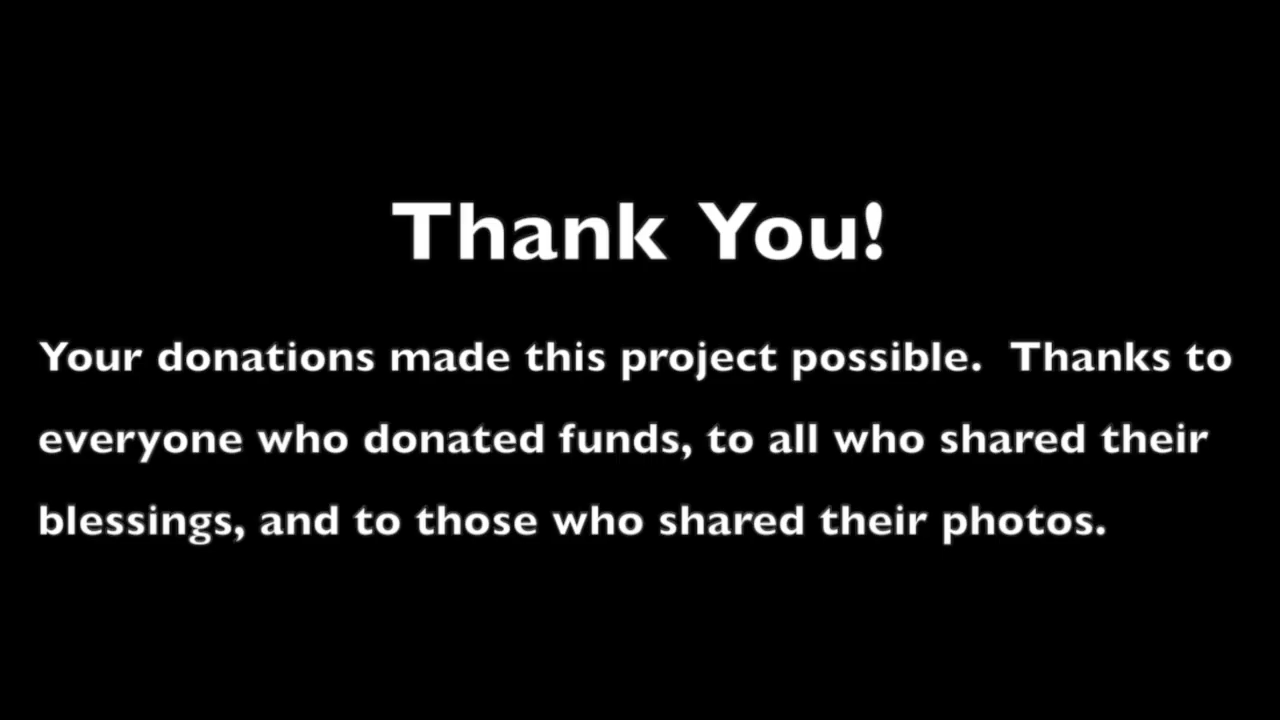 Thank You!
Your donations made this project possible.  Thanks to
everyone who donated funds, to all who shared their
blessings, and to those who shared their photos.